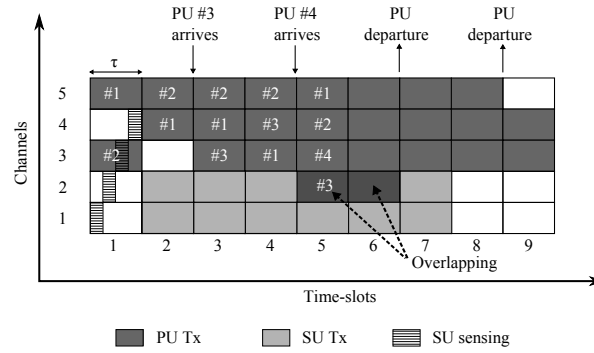 PU #3 PU #4 PU PU
arrives arrives departure departure
τ
5 #1 #2 #2 #2 #1
4 #1 #1 #3 #2
3 #2 #3 #1 #4
2 #3
1
1 2 3 4 5 6 7 8 9
Overlapping
Channels
Time-slots
PU Tx SU Tx SU sensing